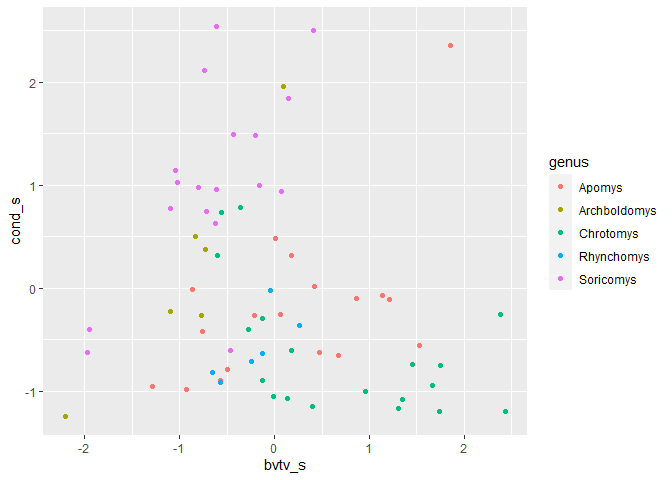 2
1
0
-1
cond_s
-2
-1
0
1
2
bvtv_s
genus
Apomys
Archboldomys
Chrotomys
Rhynchomys
Soricomys